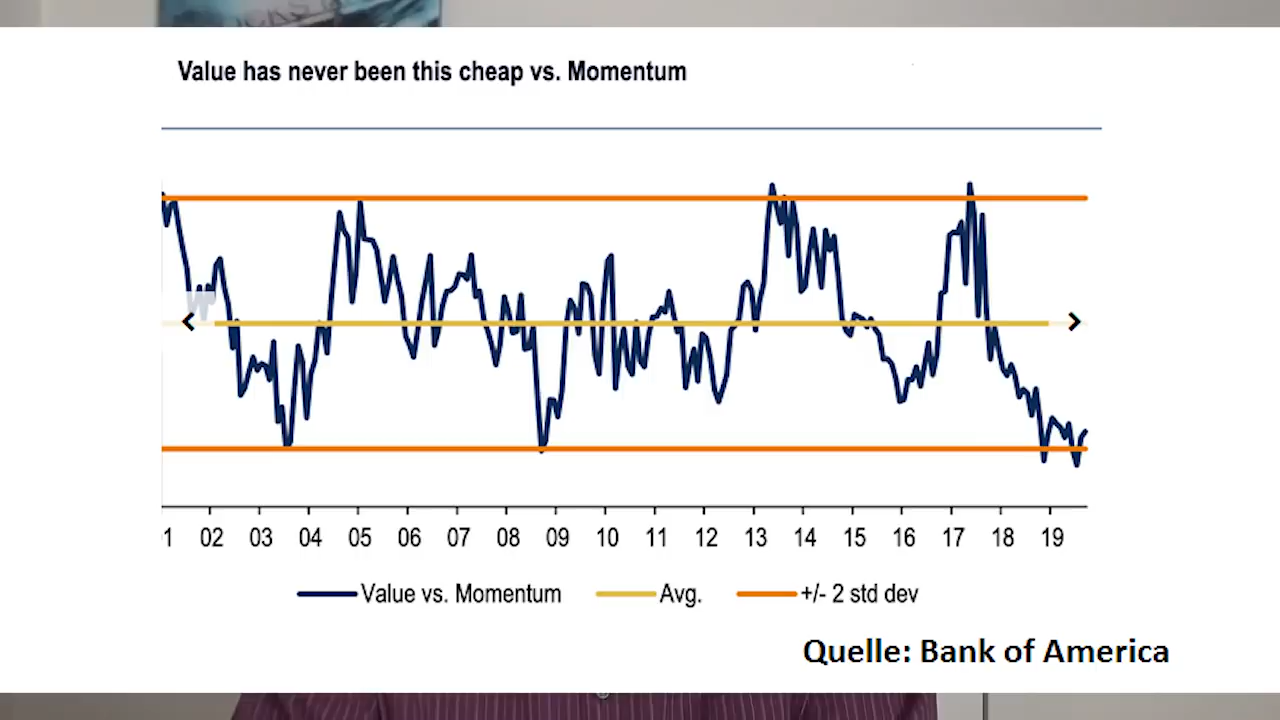 Value has never been this cheap vs. Momentum
1 02 03 04 05 06 07 08 09 10 11 12 13 14 15 16 17 18 19
Value vs. Momentum Avg. +/- 2 std dev
Quelle: Bank of America